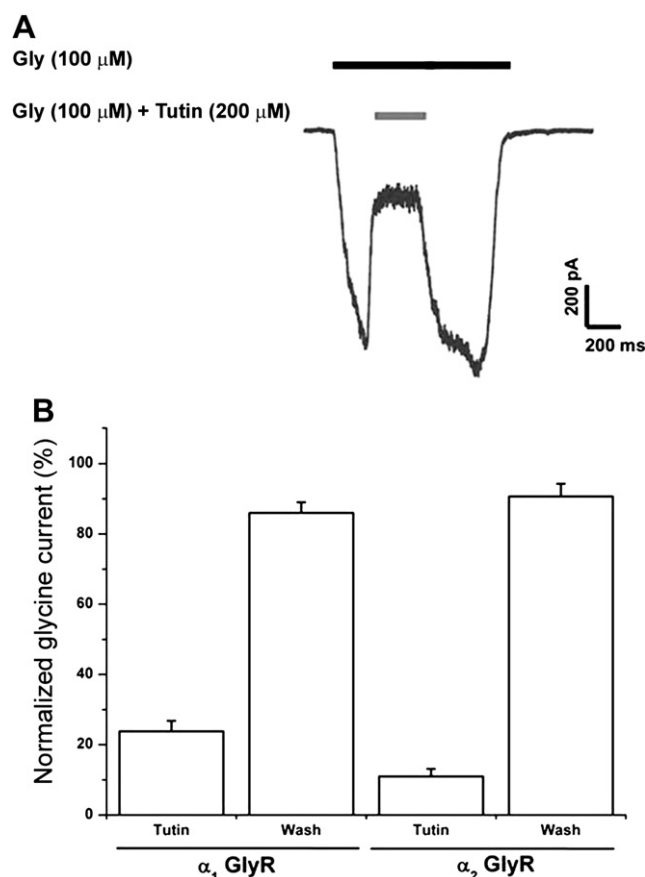 A
Gly (100 μM)
Gly (100 μM) + Tutin (200 μM)
200 pA
200 ms
B
Normalized glycine current (%)
100
80
60
40
20
0
Tutin Wash Tutin Wash
α₁ GlyR α₂ GlyR